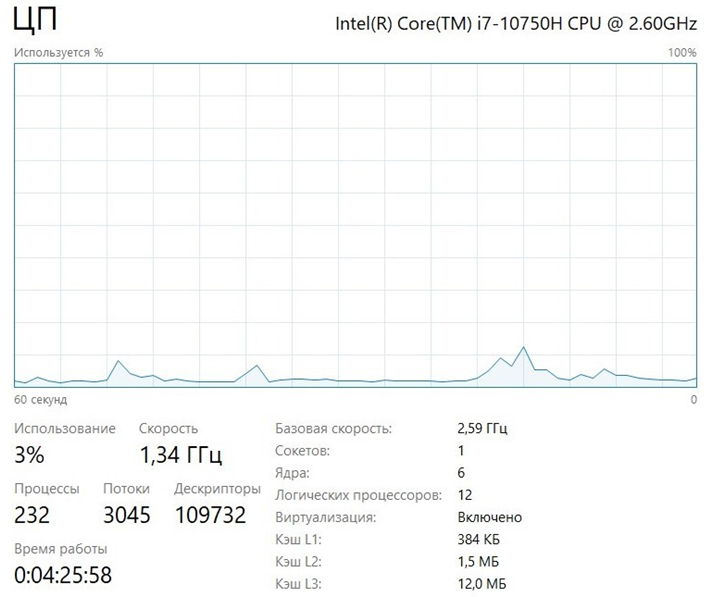 ЦП
Intel(R) Core(TM) i7-10750H CPU @ 2.60GHz
Используется %
100%
60 секунд
0
Использование
Скорость
3%
1,34 ГГц
Процессы
Потоки
Дескрипторы
232
3045
109732
Время работы
0:04:25:58
Базовая скорость: 2,59 ГГц
Сокетов: 1
Ядра: 6
Логических процессоров: 12
Виртуализация: Включено
Кэш L1: 384 КБ
Кэш L2: 1,5 МБ
Кэш L3: 12,0 МБ